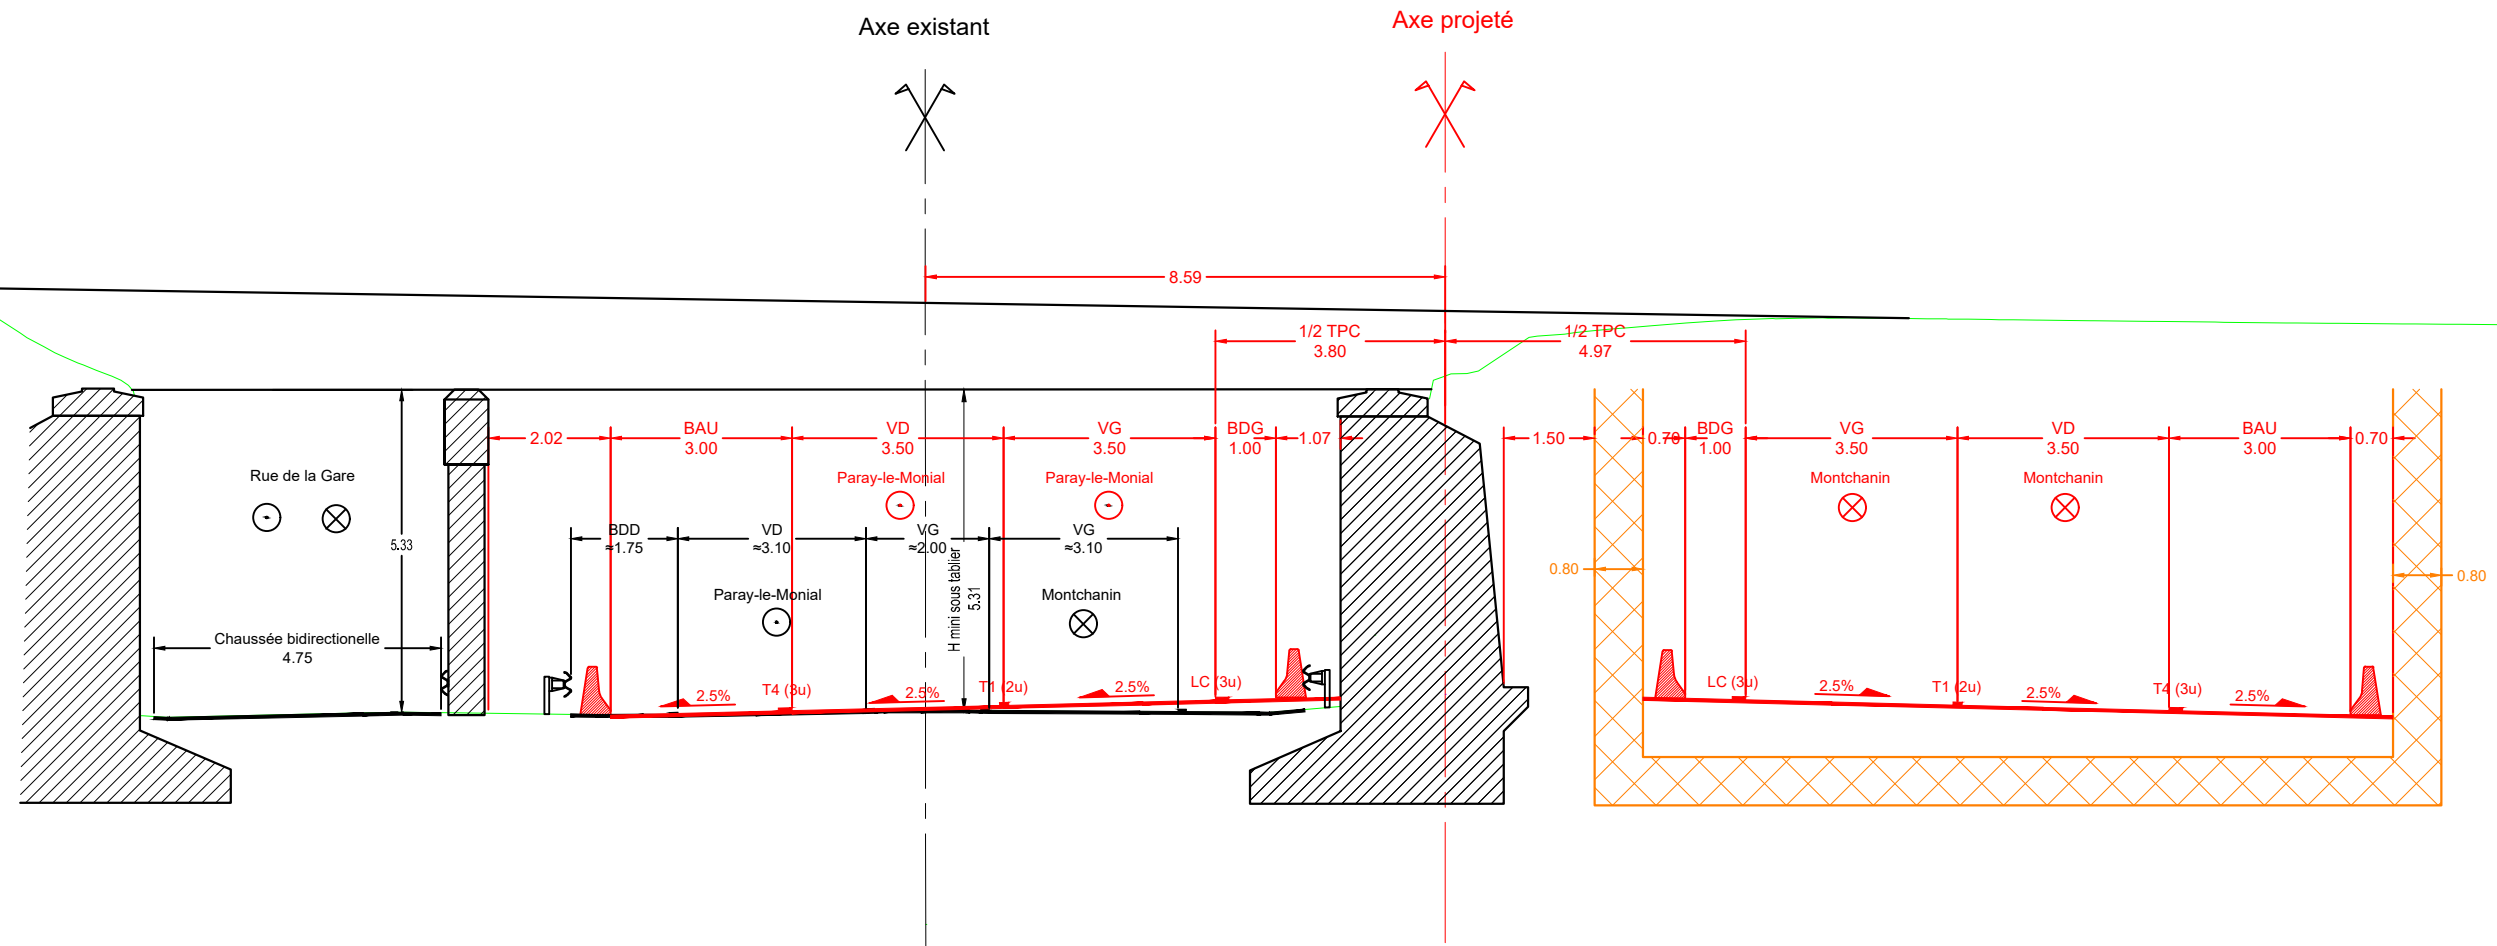 Axe existant
Axe projeté
8.59
1/2 TPC
3.80
1/2 TPC
4.97
2.02
BAU
3.00
VD
3.50
VG
3.50
BDG
1.00
1.07
1.50
0.70
BDG
1.00
VG
3.50
VD
3.50
BAU
3.00
0.70
Rue de la Gare
Paray-le-Monial
Paray-le-Monial
Montchanin
Montchanin
5.33
BDD
≈1.75
VD
≈3.10
VG
≈2.00
VG
≈3.10
H mini sous tablier
5.31
0.80
0.80
Paray-le-Monial
Montchanin
Chaussée bidirectionelle
4.75
2.5%
T4 (3u)
2.5%
T1 (2u)
2.5%
LC (3u)
LC (3u)
2.5%
T1 (2u)
2.5%
T4 (3u)
2.5%